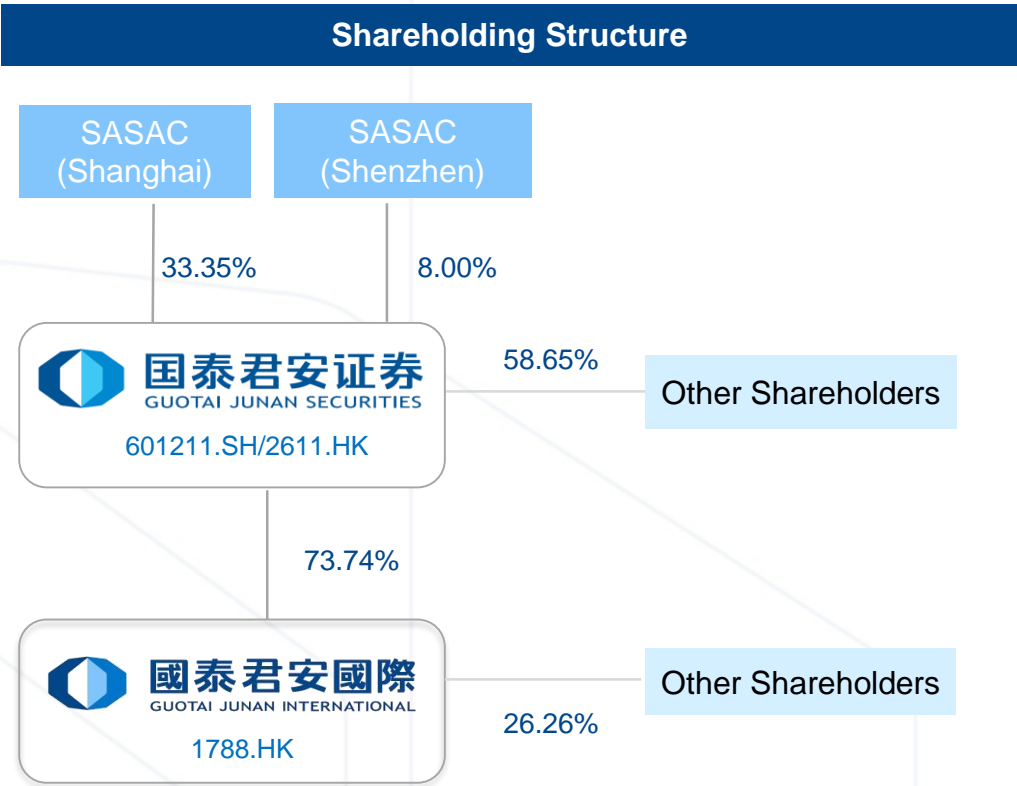 Shareholding Structure
SASAC
(Shanghai)
SASAC
(Shenzhen)
33.35%
8.00%
国泰君安证券
GUOTAI JUNAN SECURITIES
601211.SH/2611.HK
58.65%
Other Shareholders
73.74%
國泰君安國際
GUOTAI JUNAN INTERNATIONAL
1788.HK
Other Shareholders
26.26%